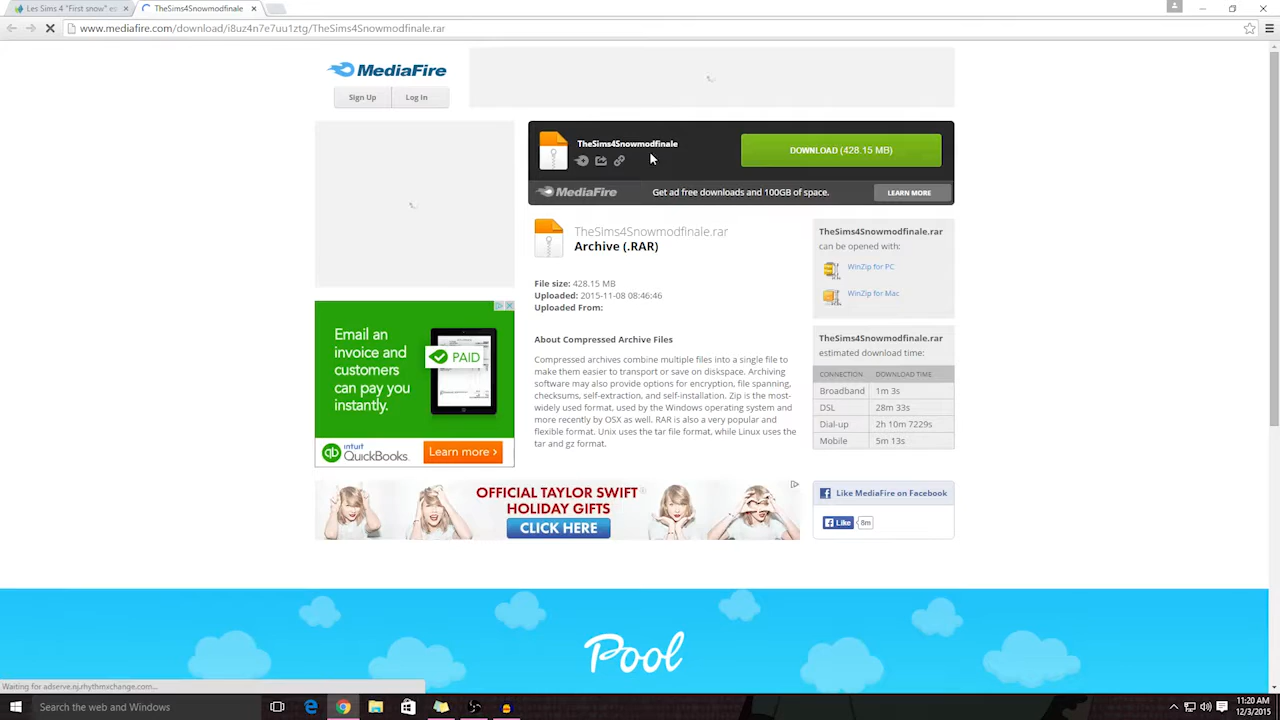 Les Sims 4 "First snow" es
TheSims4Snowmodfinale
www.mediafire.com/download/i8uz4n7e7uu1ztg/TheSims4Snowmodfinale.rar
MediaFire
Sign Up
Log In
TheSims4Snowmodfinale
DOWNLOAD (428.15 MB)
MediaFire
Get ad free downloads and 100GB of space.
LEARN MORE
TheSims4Snowmodfinale.rar
Archive (.RAR)
File size: 428.15 MB
Uploaded: 2015-11-08 08:46:46
Uploaded From:
About Compressed Archive Files
Compressed archives combine multiple files into a single file to
make them easier to transport or save on diskspace. Archiving
software may also provide options for encryption, file spanning,
checksums, self-extraction, and self-installation. Zip is the most-
widely used format, used by the Windows operating system and
more recently by OSX as well. RAR is also a very popular and
flexible format. Unix uses the tar file format, while Linux uses the
tar and gz format.
TheSims4Snowmodfinale.rar
can be opened with:
WinZip for PC
WinZip for Mac
TheSims4Snowmodfinale.rar
estimated download time:
CONNECTION DOWNLOAD TIME
Broadband 1m 3s
DSL 28m 33s
Dial-up 2h 10m 7229s
Mobile 5m 13s
Email an
invoice and
customers
can pay you
instantly.
PAID
intuit
QuickBooks.
Learn more >
OFFICIAL TAYLOR SWIFT
HOLIDAY GIFTS
CLICK HERE
Like MediaFire on Facebook
Like
8m
Pool
Waiting for adserve.njurhythmxchange.com...
Search the web and Windows
11:20 AM
12/3/2015